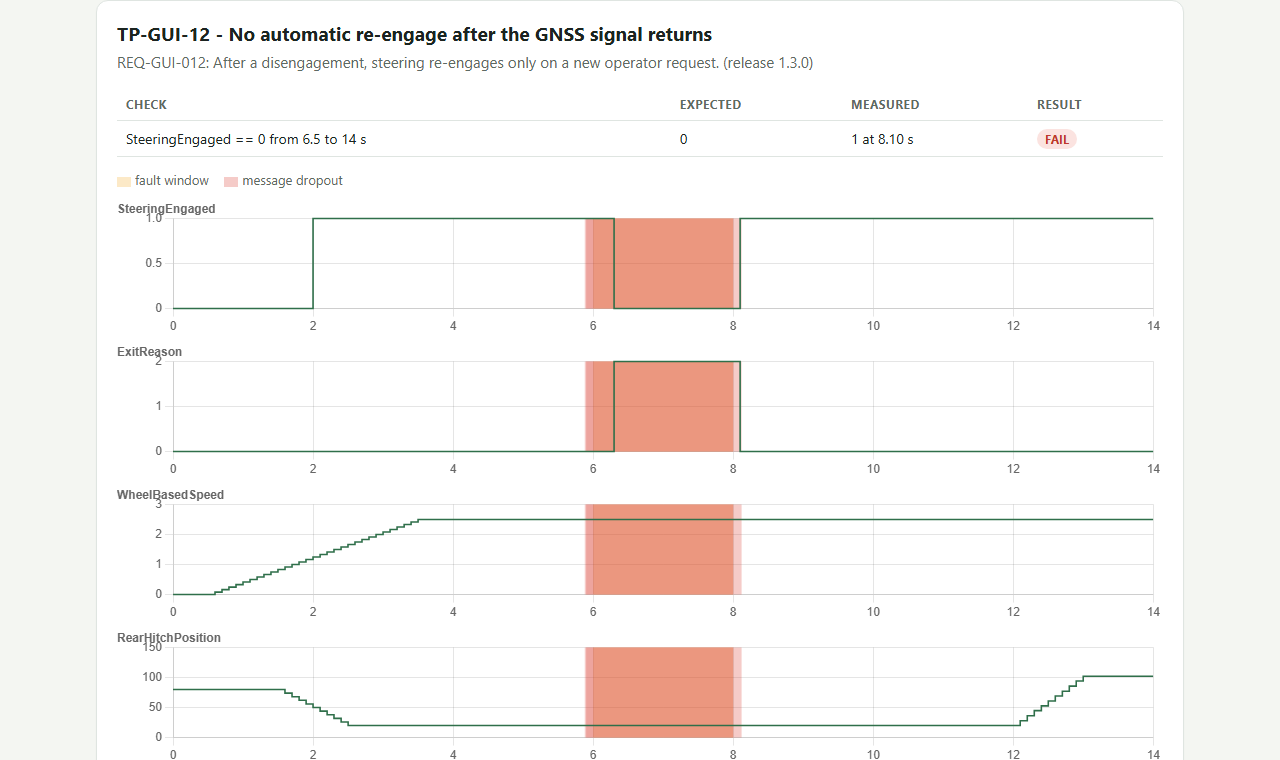 TP-GUI-12 - No automatic re-engage after the GNSS signal returns
REQ-GUI-012: After a disengagement, steering re-engages only on a new operator request. (release 1.3.0)
CHECK EXPECTED MEASURED RESULT
SteeringEngaged == 0 from 6.5 to 14 s 0 1 at 8.10 s FAIL
fault window message dropout
SteeringEngaged
1.0
0.5
0
0 2 4 6 8 10 12 14
ExitReason
2
1
0
0 2 4 6 8 10 12 14
WheelBasedSpeed
3
2
1
0
0 2 4 6 8 10 12 14
RearHitchPosition
150
100
50
0
0 2 4 6 8 10 12 14